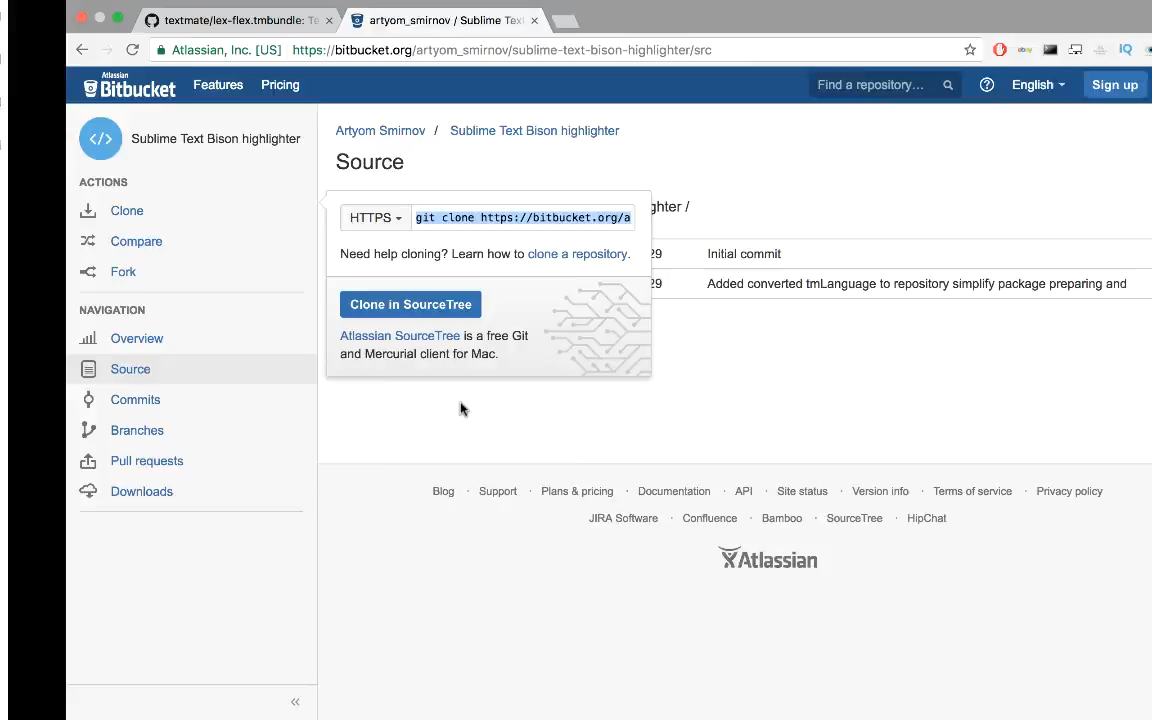 textmate/lex-flex.tmbundle: Te
artyom_smirnov / Sublime Text
Atlassian, Inc. [US]
https://bitbucket.org/artyom_smirnov/sublime-text-bison-highlighter/src
ebay
IQ
Atlassian
Bitbucket
Features
Pricing
Find a repository…
English
Sign up
Sublime Text Bison highlighter
ACTIONS
Clone
Compare
Fork
NAVIGATION
Overview
Source
Commits
Branches
Pull requests
Downloads
Artyom Smirnov / Sublime Text Bison highlighter
Source
HTTPS
git clone https://bitbucket.org/a
Need help cloning? Learn how to clone a repository.
Clone in SourceTree
Atlassian SourceTree is a free Git
and Mercurial client for Mac.
ghter /
29 Initial commit
29 Added converted tmLanguage to repository simplify package preparing and
Blog · Support · Plans & pricing · Documentation · API · Site status · Version info · Terms of service · Privacy policy
JIRA Software · Confluence · Bamboo · SourceTree · HipChat
Atlassian